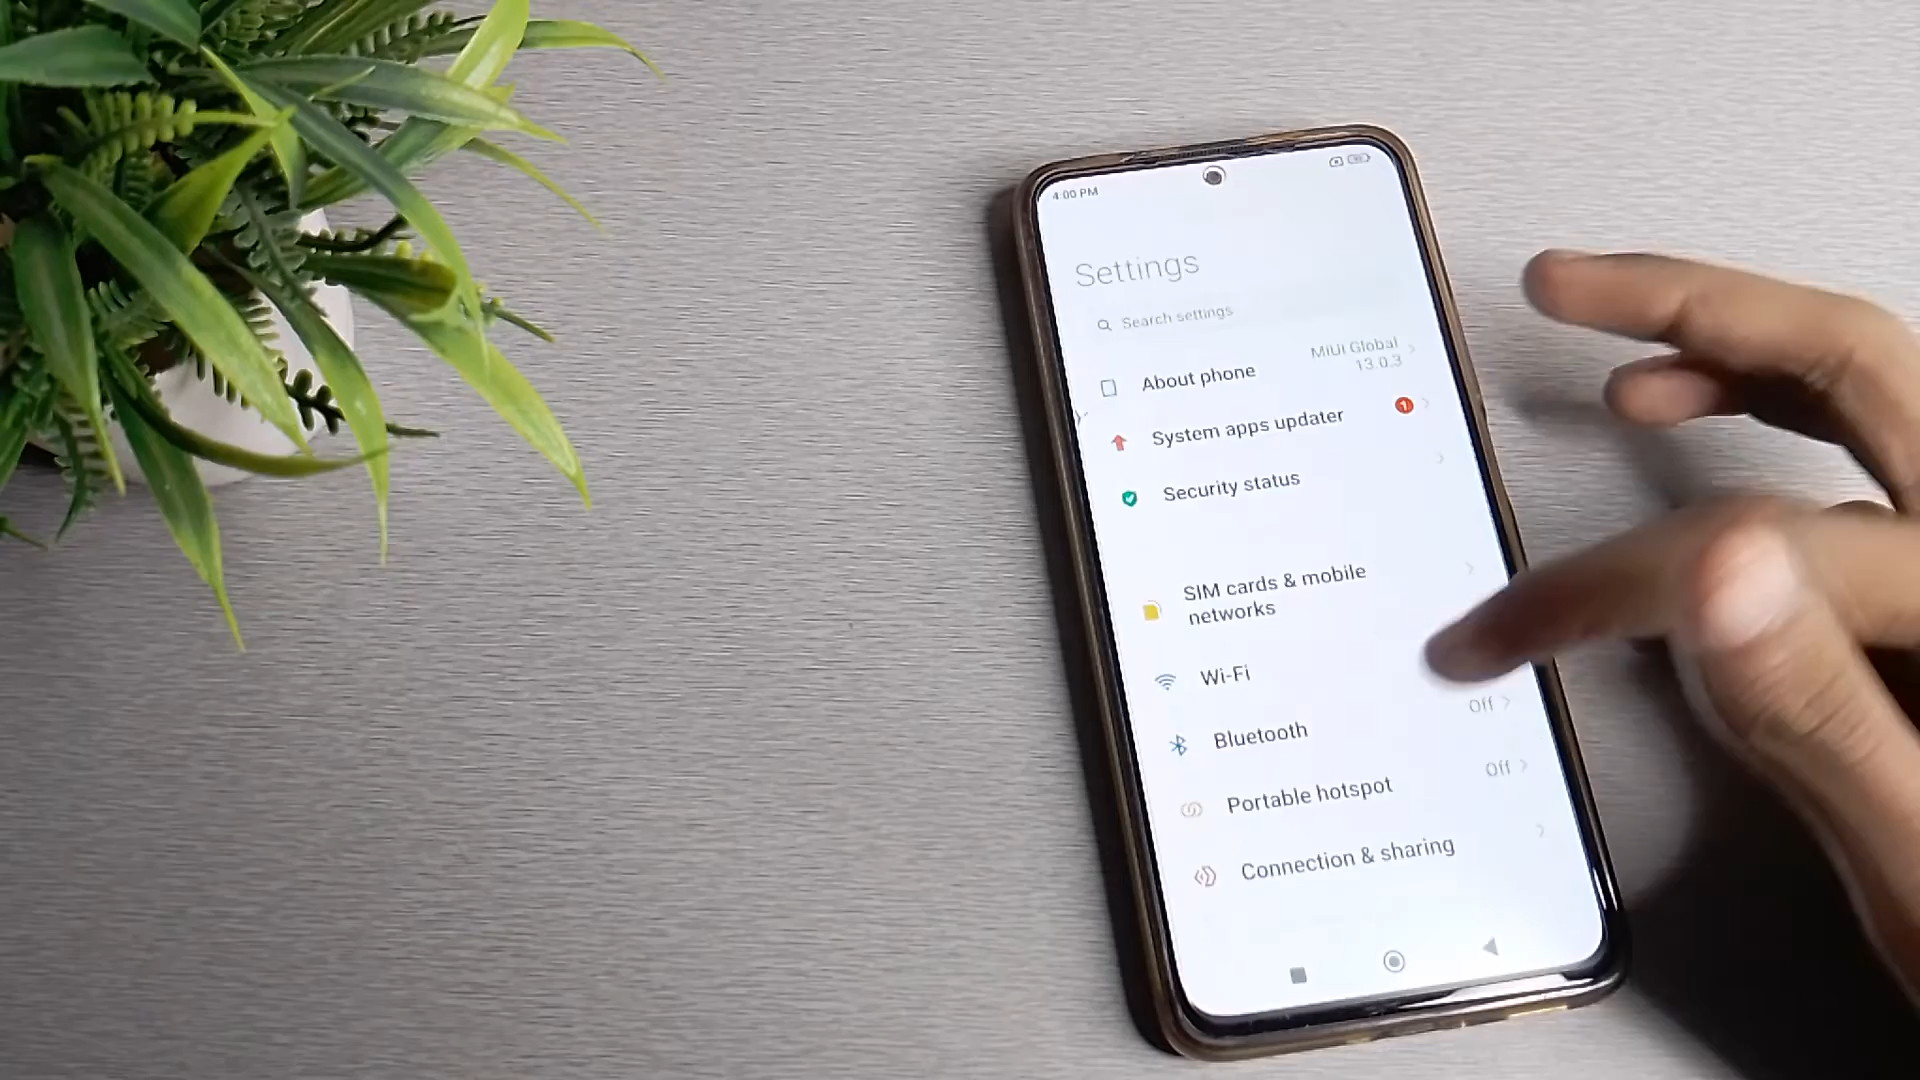 4:00 PM
Settings
Search settings
About phone
MIUI Global
13.0.3
System apps updater
1
Security status
SIM cards & mobile
networks
Wi-Fi
Bluetooth
Off
Portable hotspot
Off
Connection & sharing